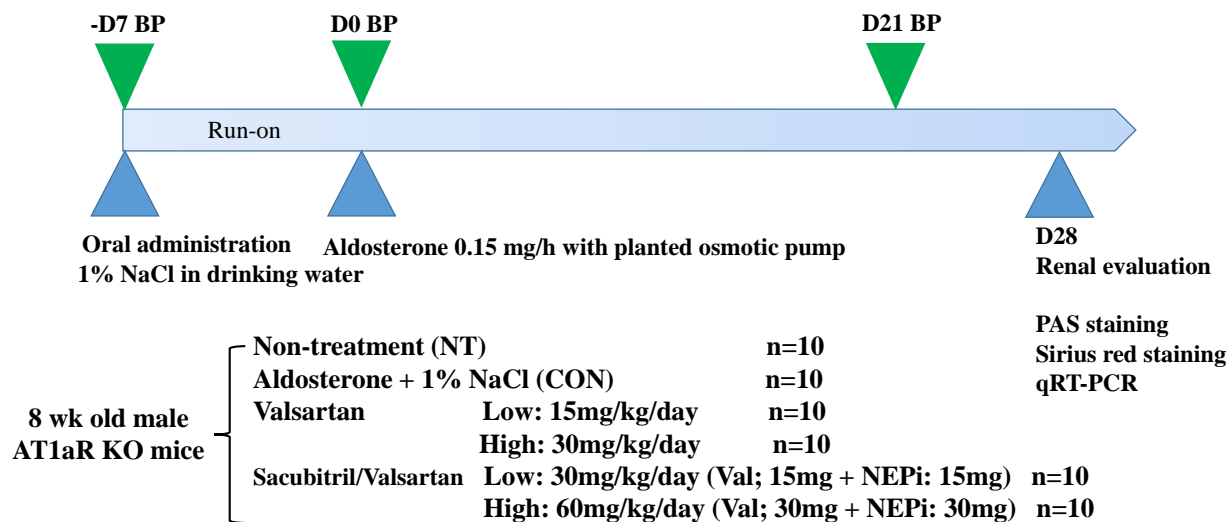 -D7 BP
D0 BP
D21 BP
Run-on
Oral administration
1% NaCl in drinking water
Aldosterone 0.15 mg/h with planted osmotic pump
D28
Renal evaluation
PAS staining
Sirius red staining
qRT-PCR
8 wk old male
AT1aR KO mice
Non-treatment (NT) n=10
Aldosterone + 1% NaCl (CON) n=10
Valsartan Low: 15mg/kg/day n=10
High: 30mg/kg/day n=10
Sacubitril/Valsartan Low: 30mg/kg/day (Val; 15mg + NEPi: 15mg) n=10
High: 60mg/kg/day (Val; 30mg + NEPi: 30mg) n=10